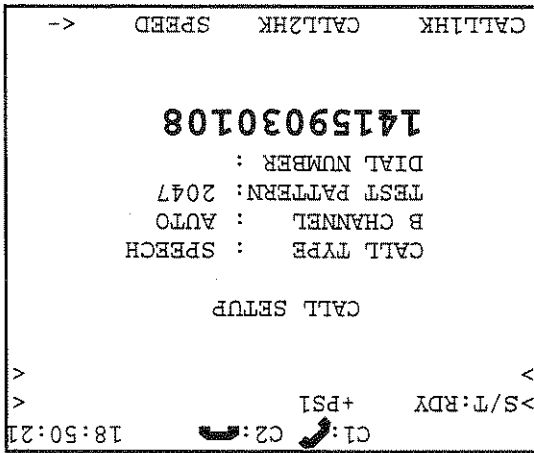 C1: C2: 18:50:21
>S/T:RDY +PS1 <
> <
CALL SETUP
CALL TYPE : SPEECH
B CHANNEL : AUTO
TEST PATTERN: 2047
DIAL NUMBER :
14159030108
CALL1HK CALL2HK SPEED <-